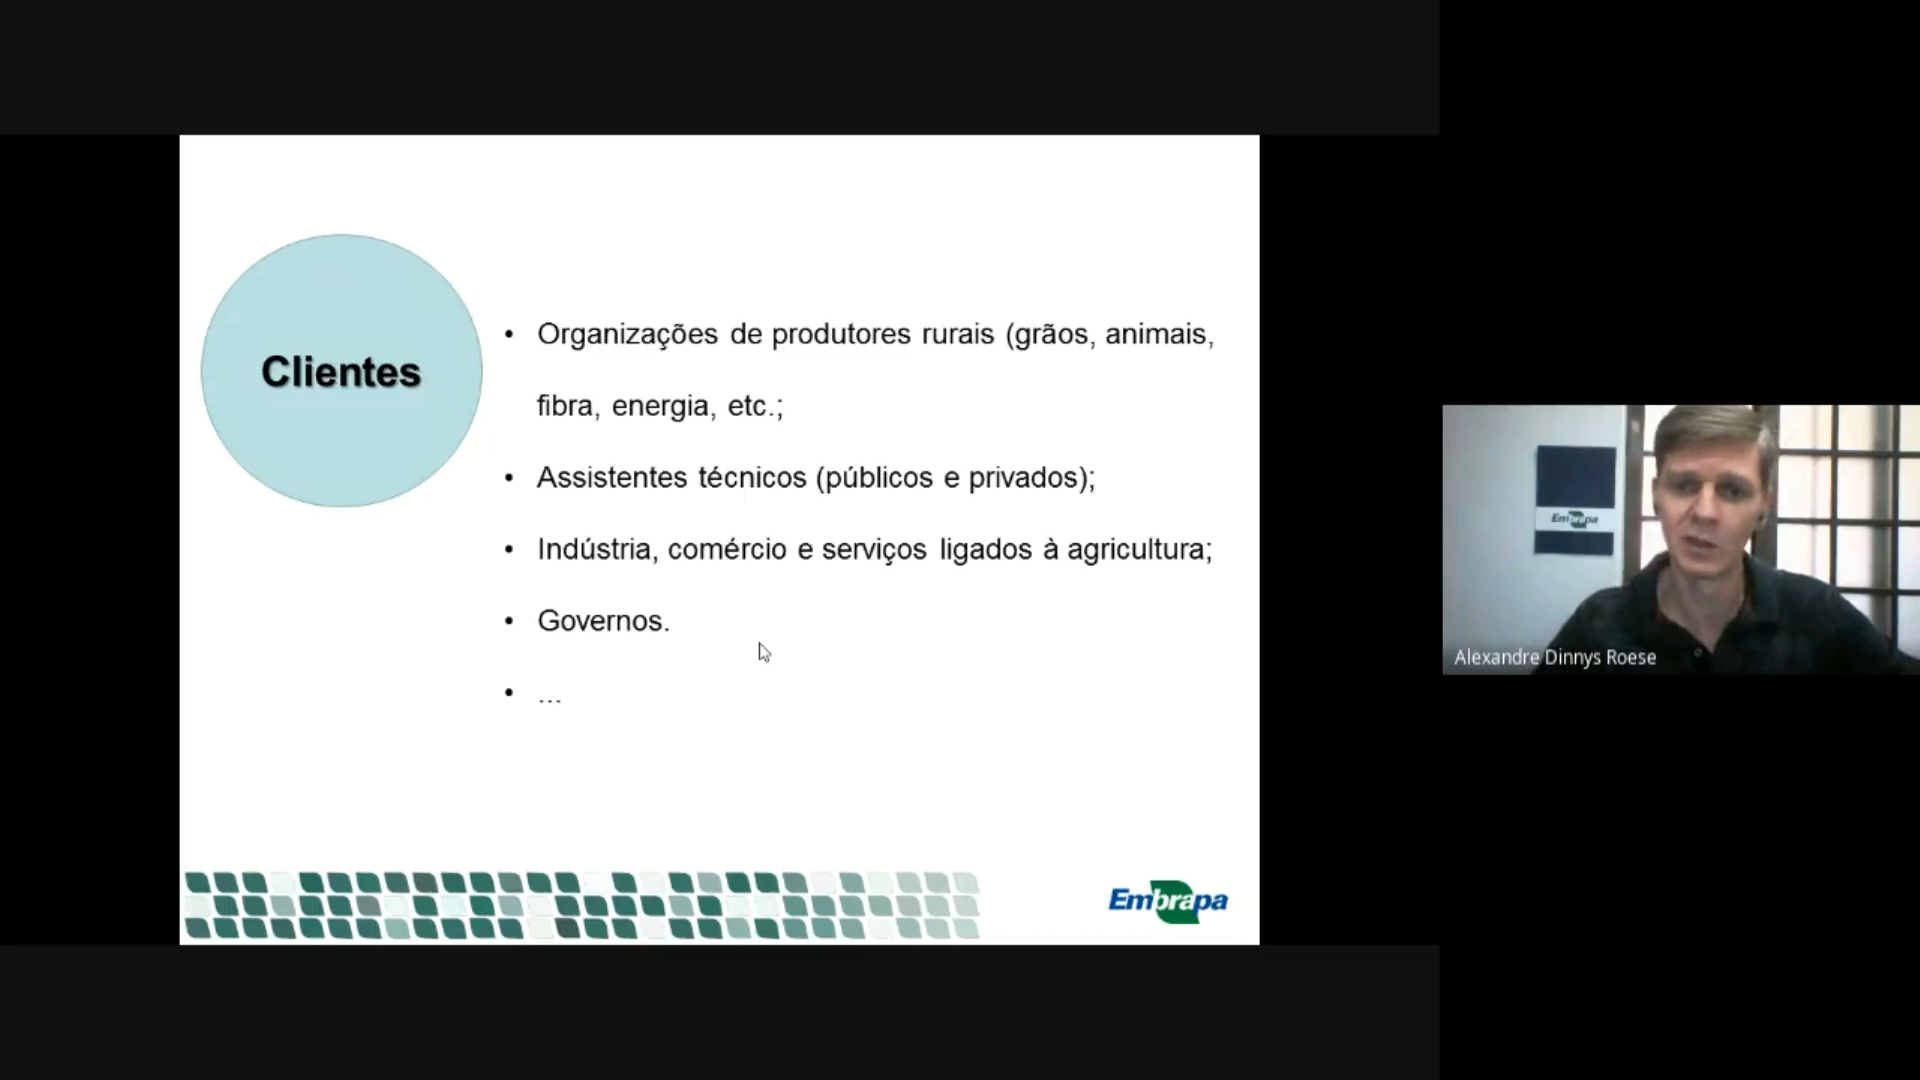 Clientes
• Organizações de produtores rurais (grãos, animais,
fibra, energia, etc.;
• Assistentes técnicos (públicos e privados);
• Indústria, comércio e serviços ligados à agricultura;
• Governos.
• ...
Embrapa
Embrapa
Alexandre Dinnys Roese